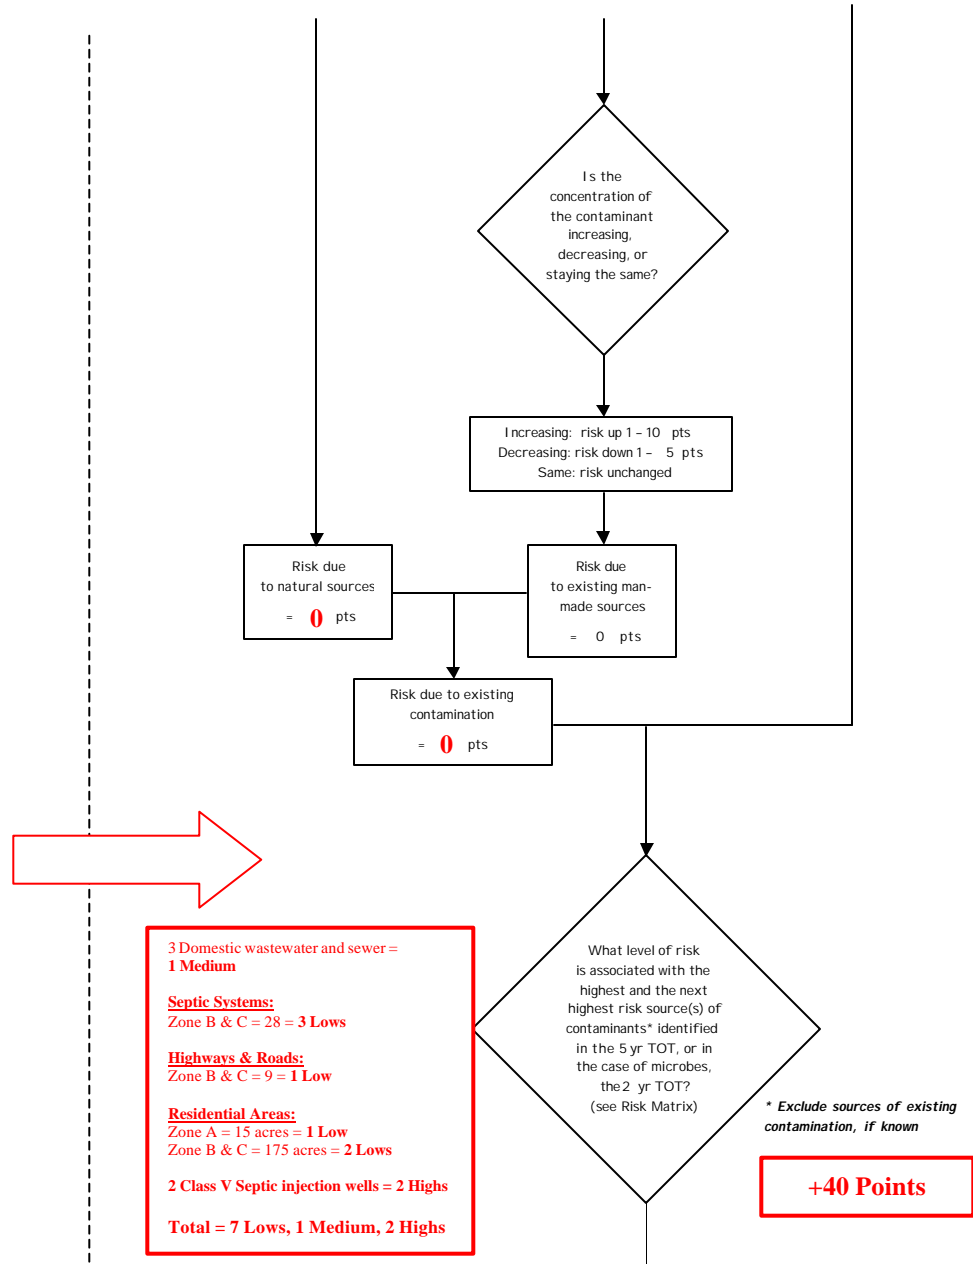 Is the
concentration of
the contaminant
increasing,
decreasing, or
staying the same?
Increasing: risk up 1 – 10 pts
Decreasing: risk down 1 – 5 pts
Same: risk unchanged
Risk due
to natural sources
= 0 pts
Risk due
to existing man-
made sources
= 0 pts
Risk due to existing
contamination
= 0 pts
3 Domestic wastewater and sewer =
1 Medium
Septic Systems:
Zone B & C = 28 = 3 Lows
Highways & Roads:
Zone B & C = 9 = 1 Low
Residential Areas:
Zone A = 15 acres = 1 Low
Zone B & C = 175 acres = 2 Lows
2 Class V Septic injection wells = 2 Highs
Total = 7 Lows, 1 Medium, 2 Highs
What level of risk
is associated with the
highest and the next
highest risk source(s) of
contaminants* identified
in the 5 yr TOT, or in
the case of microbes,
the 2 yr TOT?
(see Risk Matrix)
* Exclude sources of existing
contamination, if known
+40 Points